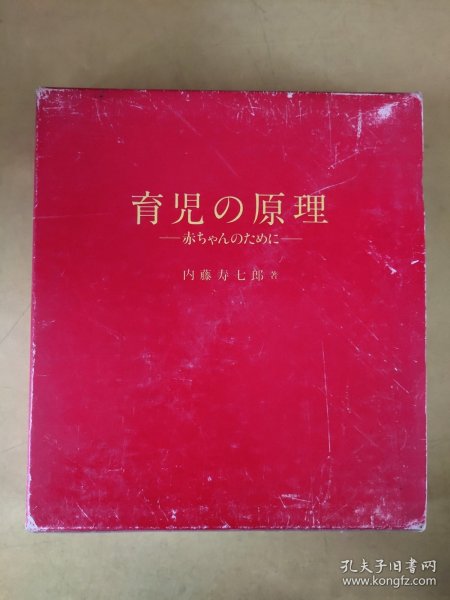 育児の原理
―赤ちゃんのために―
内藤寿七郎 著
孔夫子旧书网
www.kongfz.com